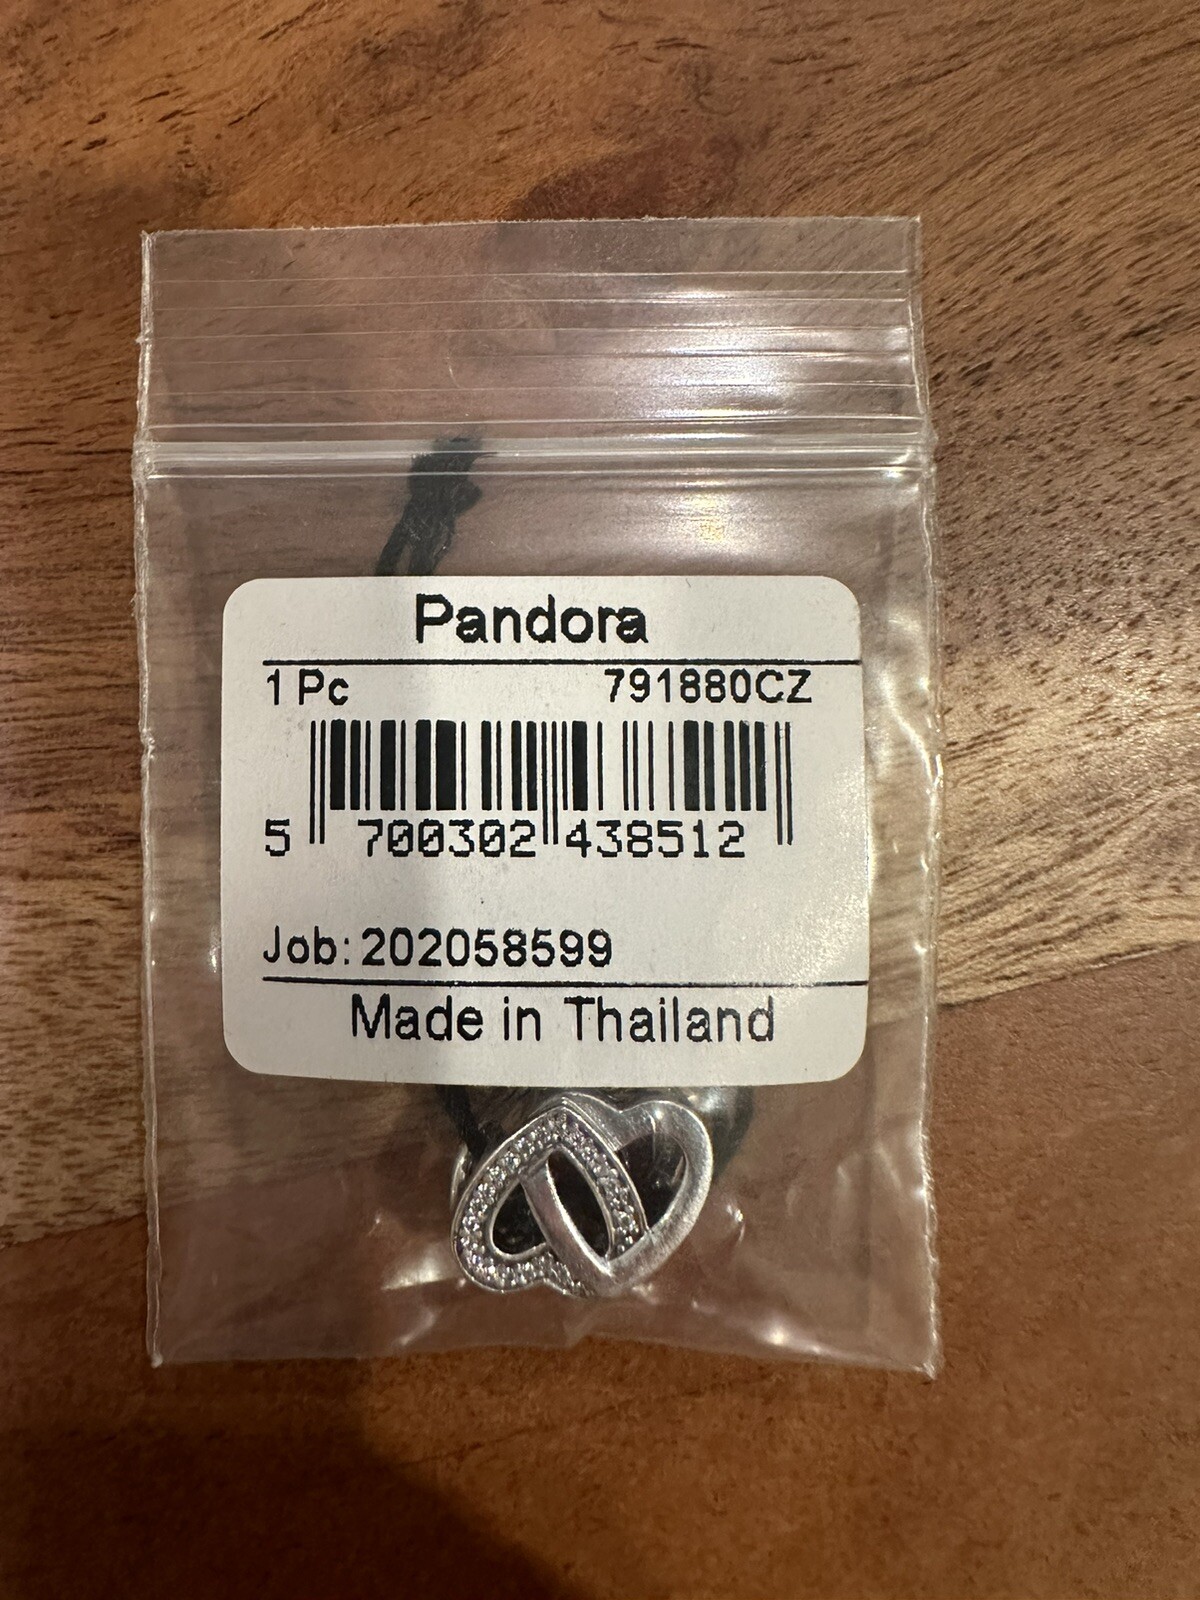 Pandora
1 Pc 791880CZ
5 700302 438512
Job: 202058599
Made in Thailand